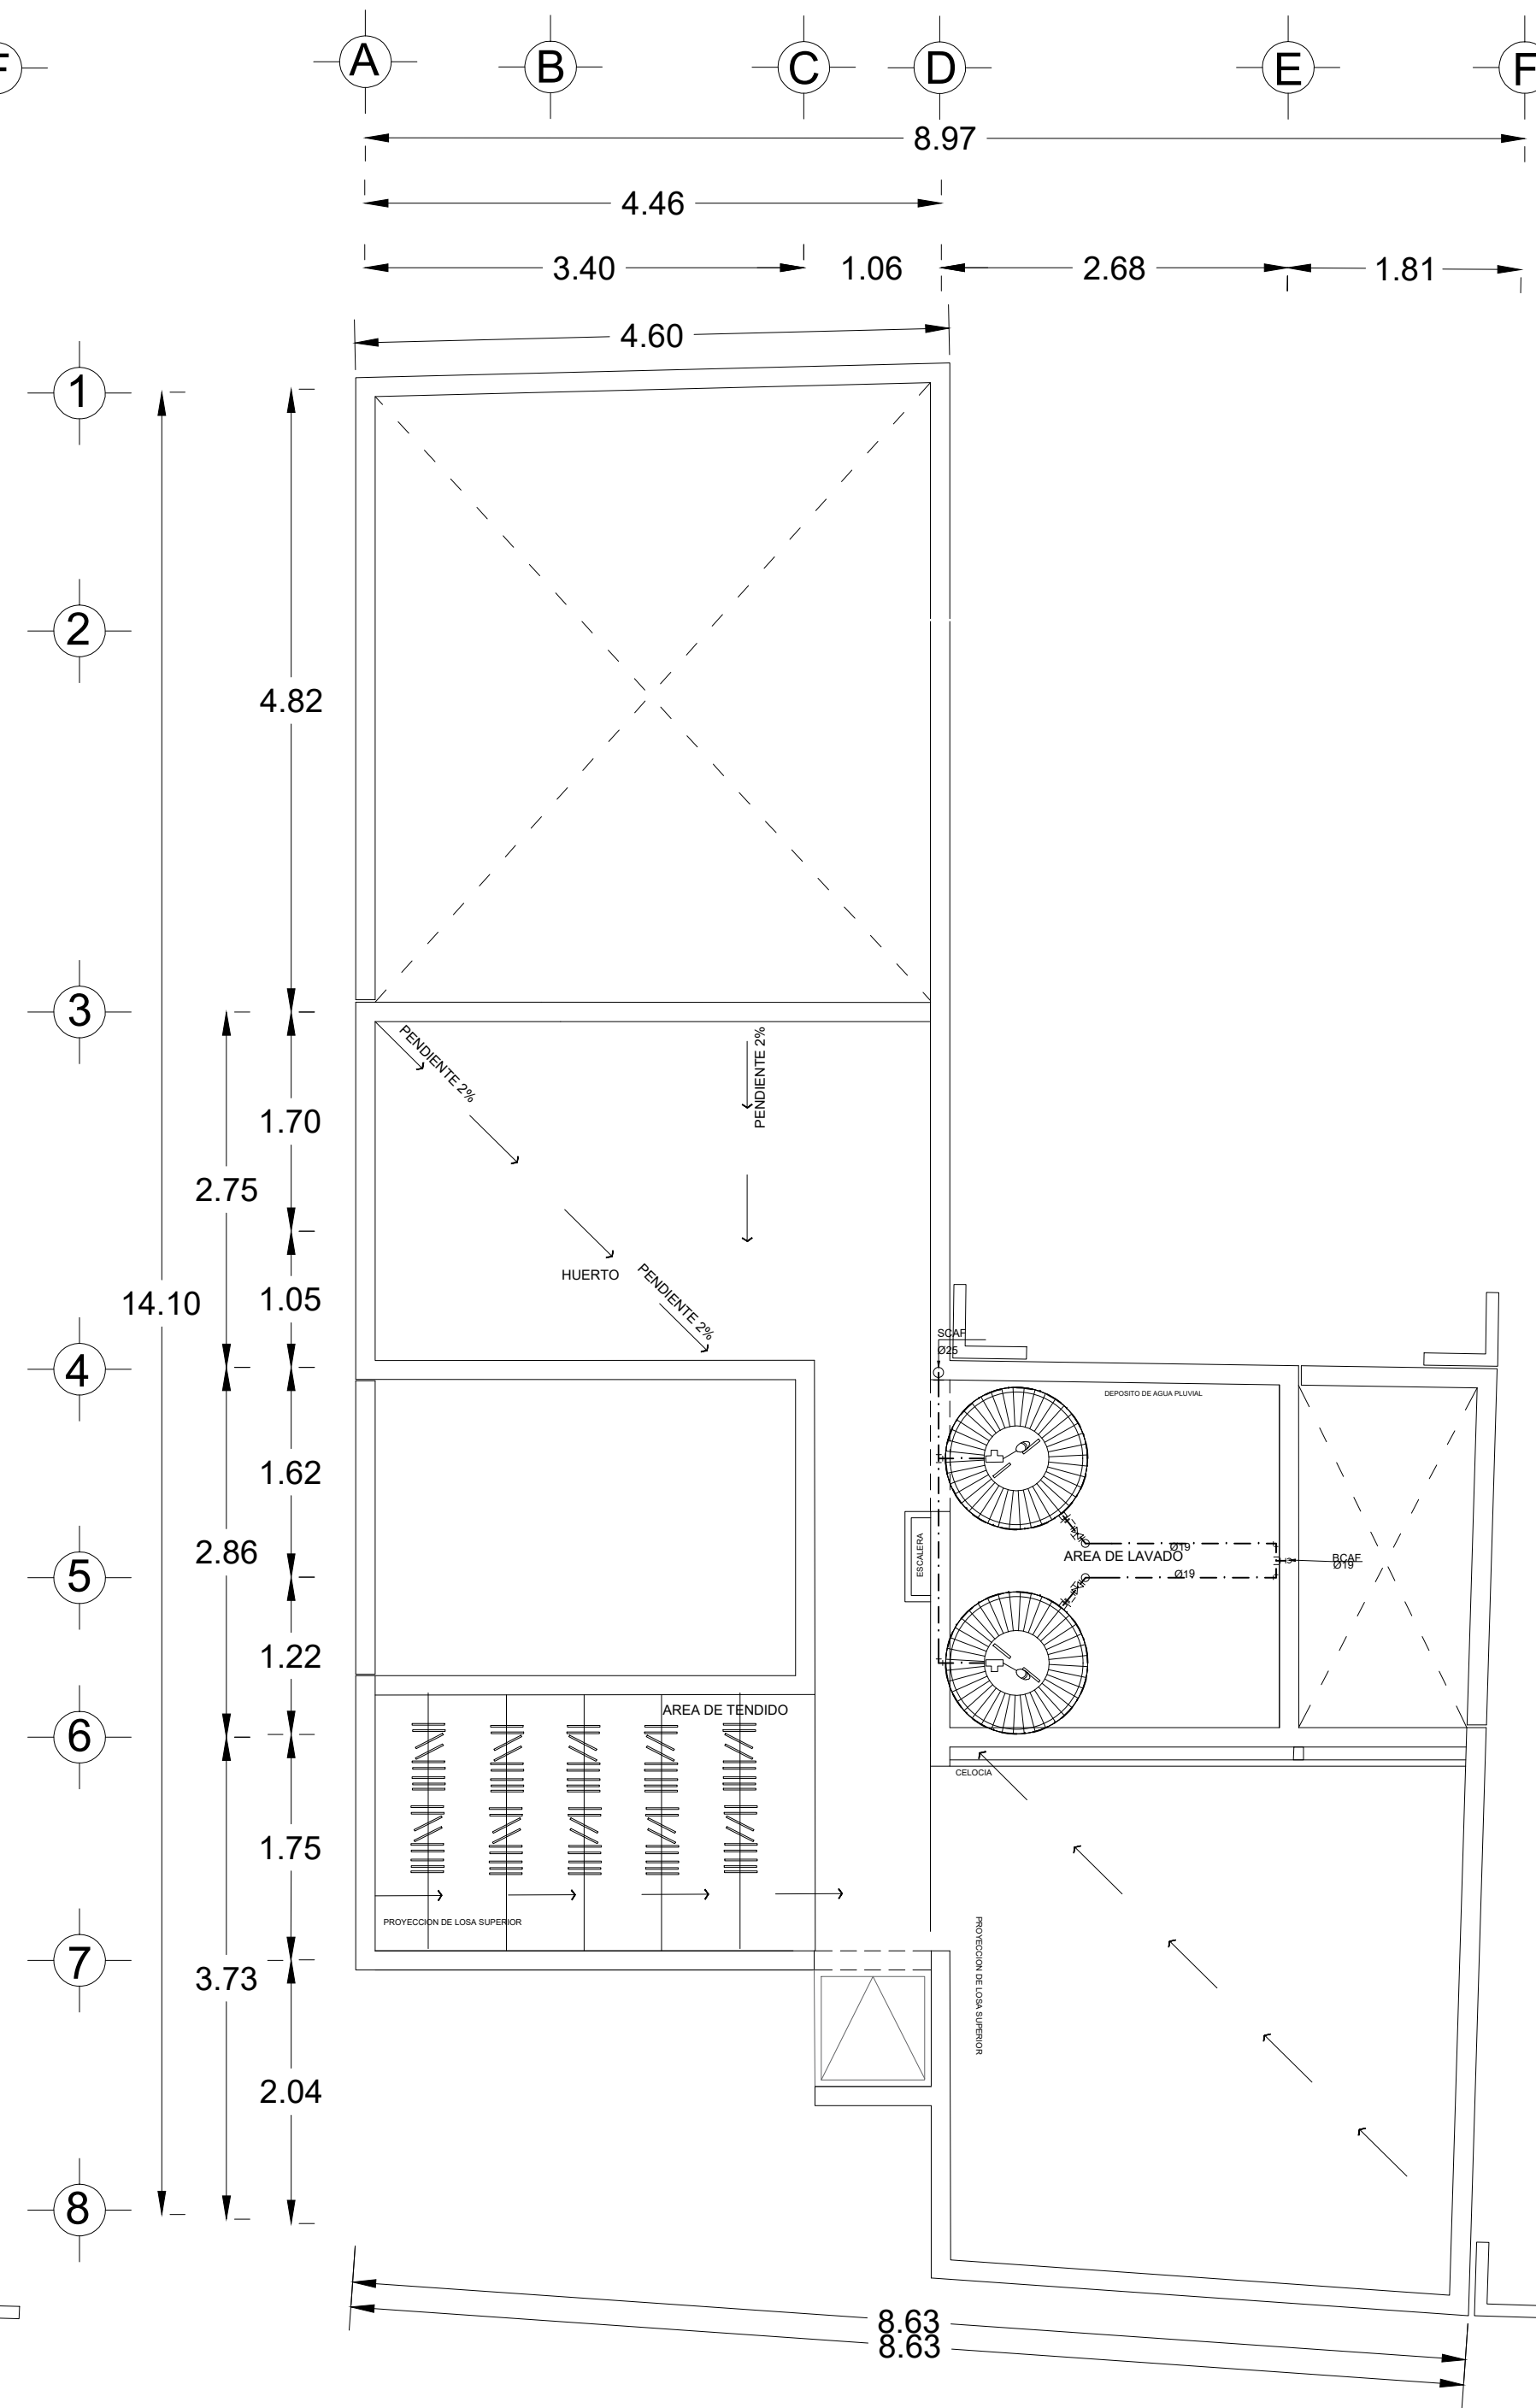 F
A
B
C
D
E
F
8.97
4.46
3.40
1.06
2.68
1.81
4.60
1
2
4.82
3
PENDIENTE 2%
PENDIENTE 2%
1.70
2.75
HUERTO
PENDIENTE 2%
14.10
1.05
SCAF
Ø25
4
DEPOSITO DE AGUA PLUVIAL
1.62
2.86
ESCALERA
Ø19
AREA DE LAVADO
BCAF
Ø19
Ø19
5
1.22
AREA DE TENDIDO
6
CELOCIA
1.75
PROYECCION DE LOSA SUPERIOR
PROYECCION DE LOSA SUPERIOR
7
3.73
2.04
8
8.63
8.63